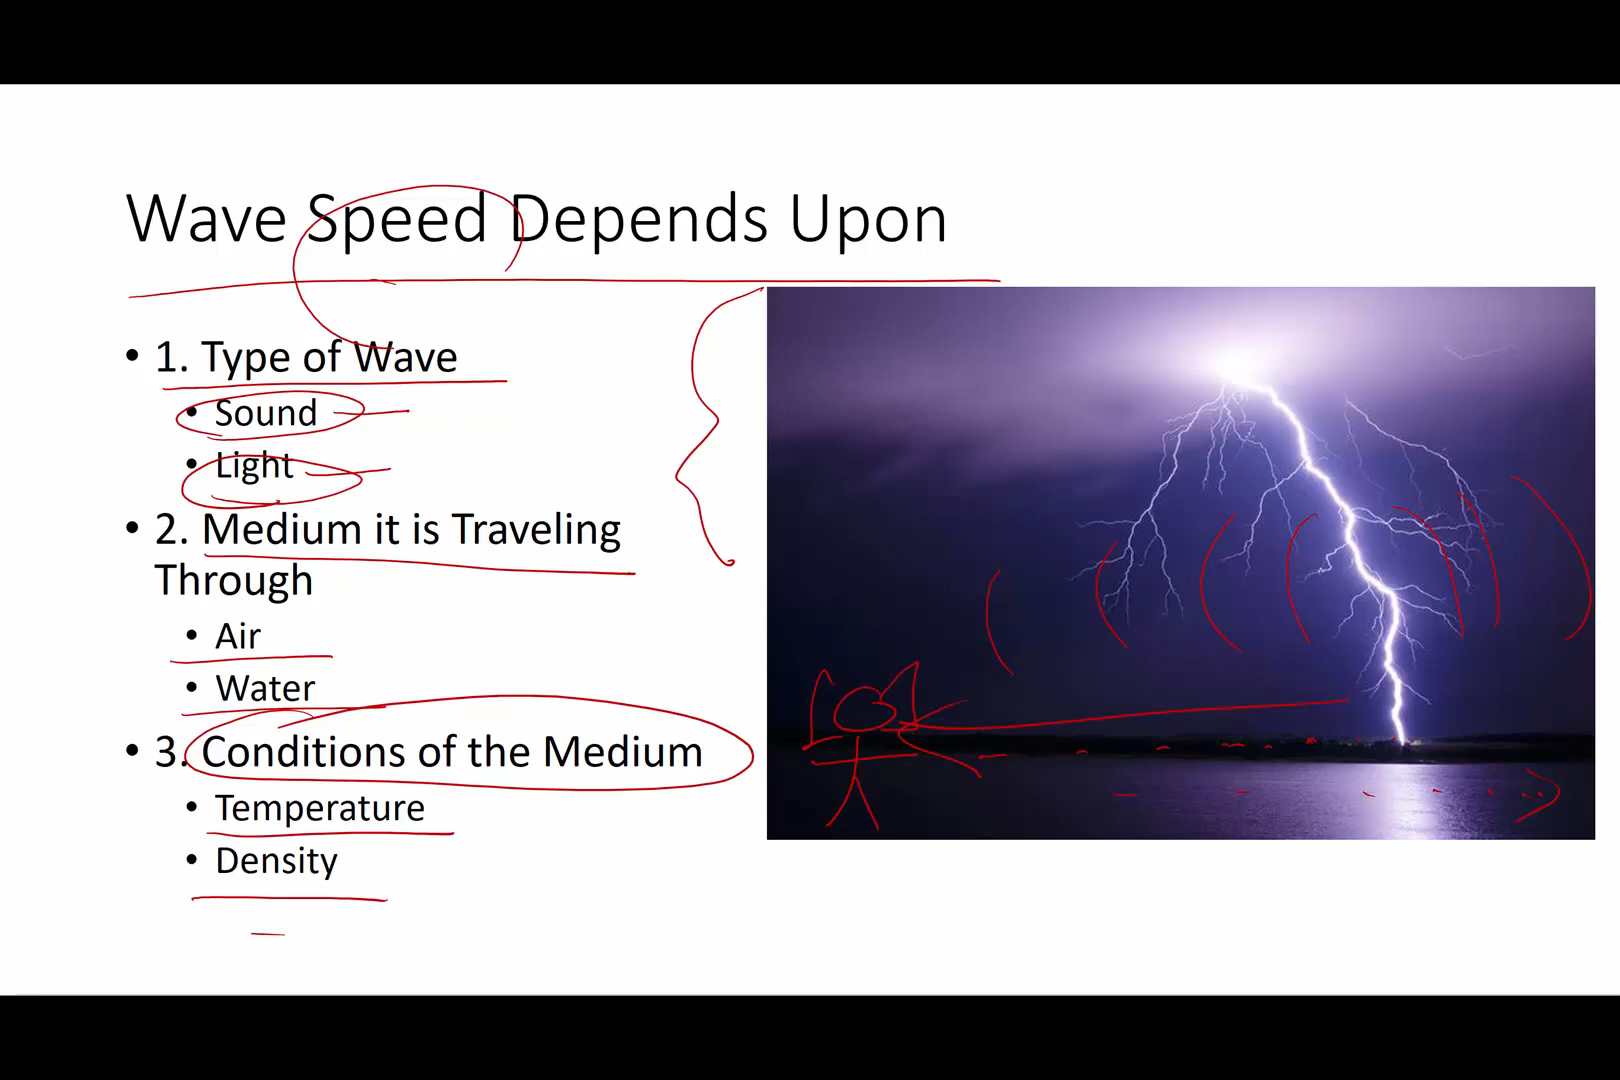 Wave Speed Depends Upon
• 1. Type of Wave
• Sound
• Light
• 2. Medium it is Traveling
Through
• Air
• Water
• 3. Conditions of the Medium
• Temperature
• Density